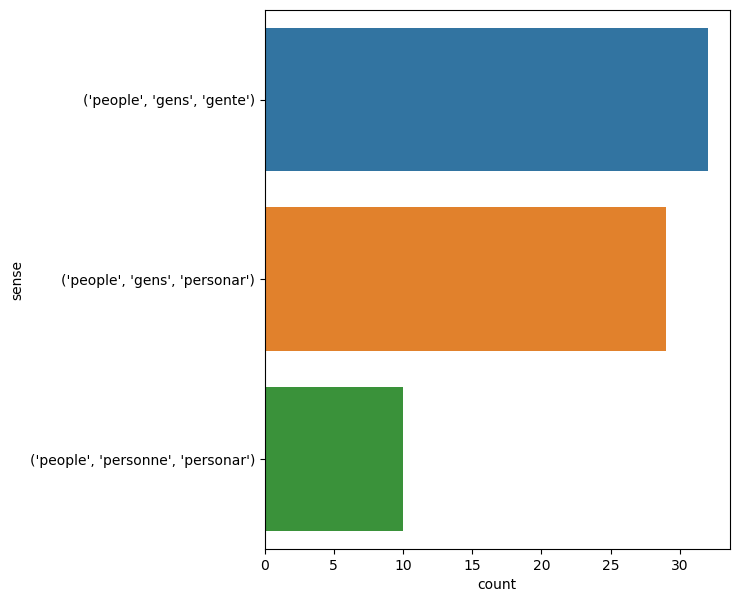 sense
('people', 'gens', 'gente')
('people', 'gens', 'personar')
('people', 'personne', 'personar')
0 5 10 15 20 25 30
count